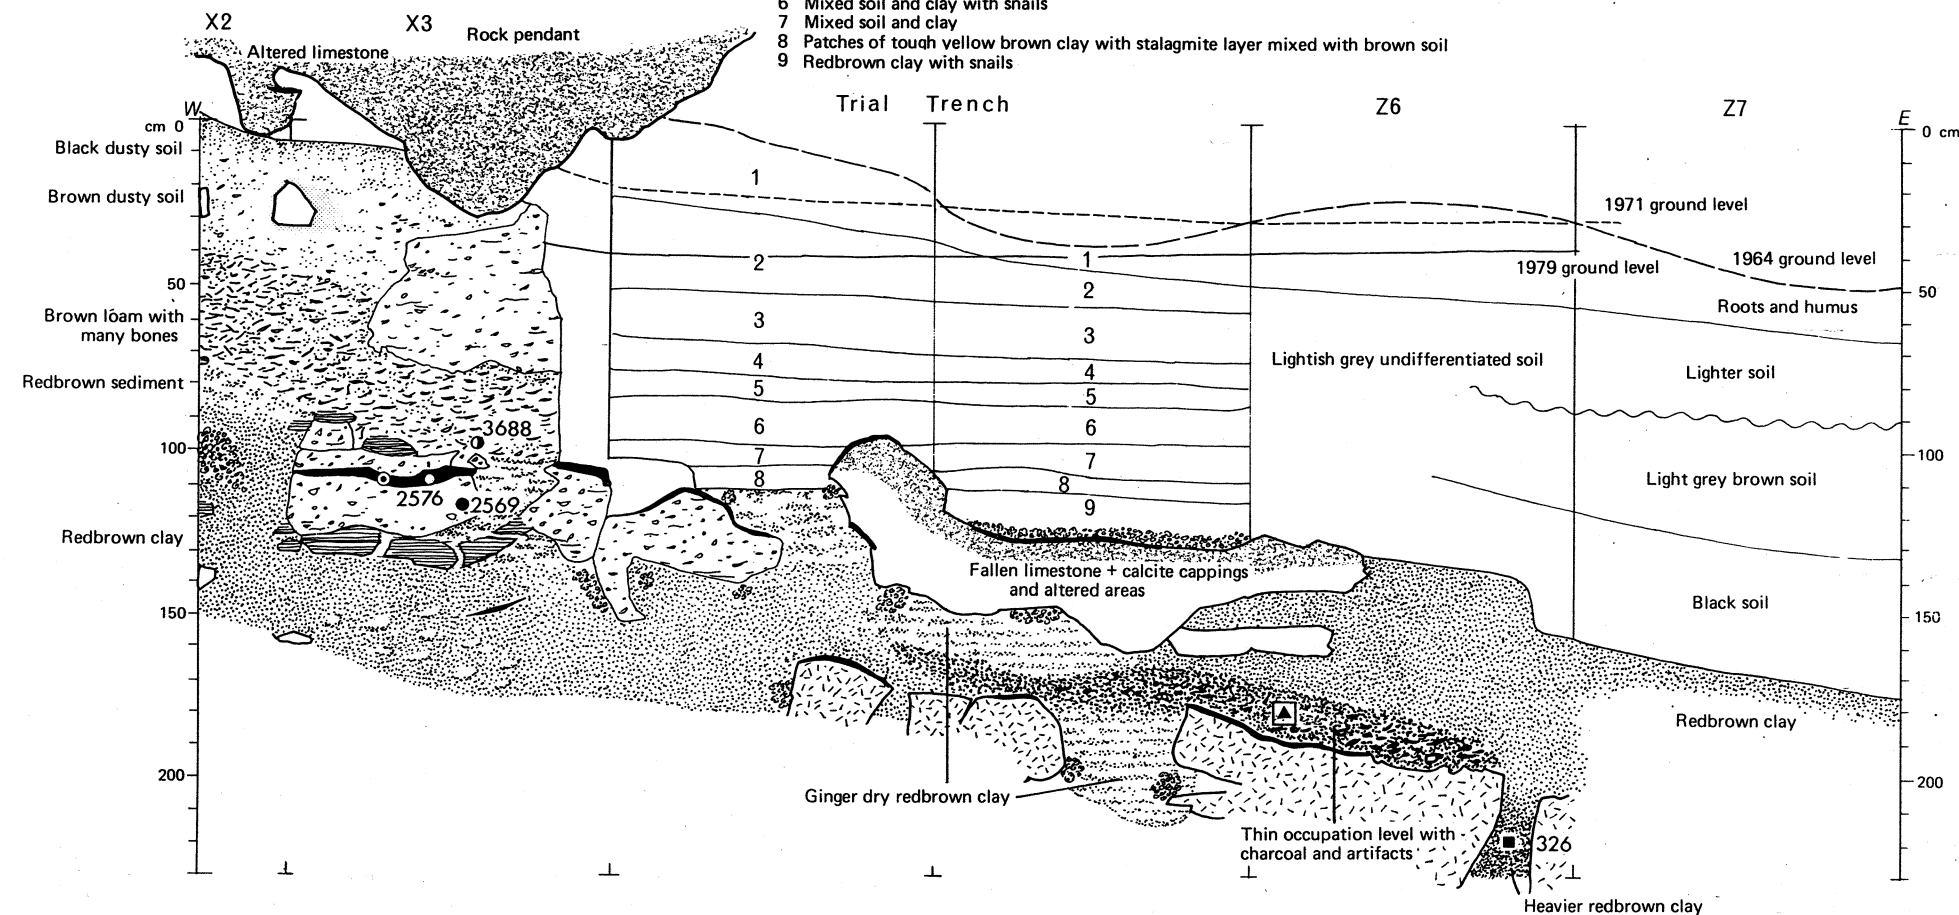 6 Mixed soil and clay with snails
7 Mixed soil and clay
8 Patches of tough yellow brown clay with stalagmite layer mixed with brown soil
9 Redbrown clay with snails
X2
X3
Rock pendant
Altered limestone
Trial Trench
Z6
Z7
W
E
cm 0
0 cm
Black dusty soil
Brown dusty soil
50
Brown loam with
many bones
Redbrown sediment
100
Redbrown clay
150
200
1
2
3
4
5
6
7
8
1
2
3
4
5
6
7
8
9
1971 ground level
1964 ground level
1979 ground level
50
Roots and humus
Lightish grey undifferentiated soil
Lighter soil
3688
2576
2569
100
Light grey brown soil
Fallen limestone + calcite cappings
and altered areas
Black soil
150
Redbrown clay
200
Ginger dry redbrown clay
Thin occupation level with
charcoal and artifacts
326
Heavier redbrown clay